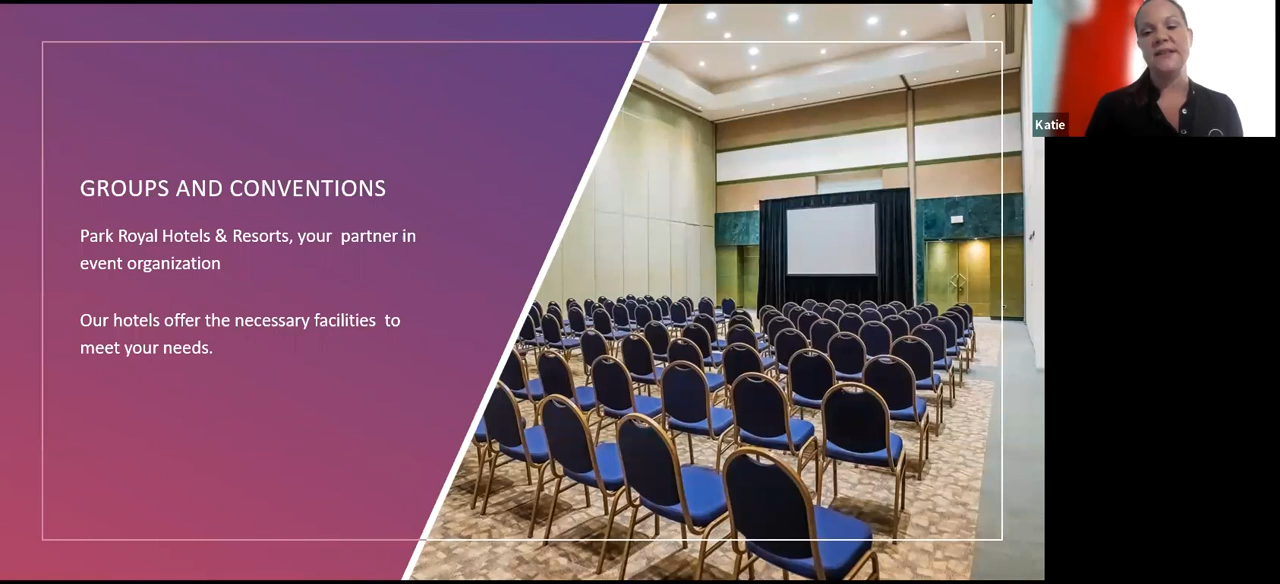 GROUPS AND CONVENTIONS
Park Royal Hotels & Resorts, your  partner in
event organization
Our hotels offer the necessary facilities  to
meet your needs.
Katie